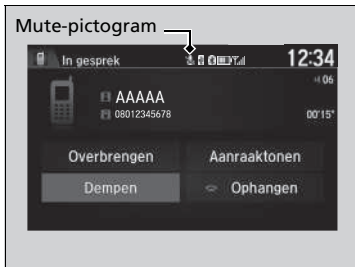 Mute-pictogram
In gesprek 12:34
06
AAAAA
08012345678 00'15"
Overbrengen Aanraaktonen
Dempen Ophangen